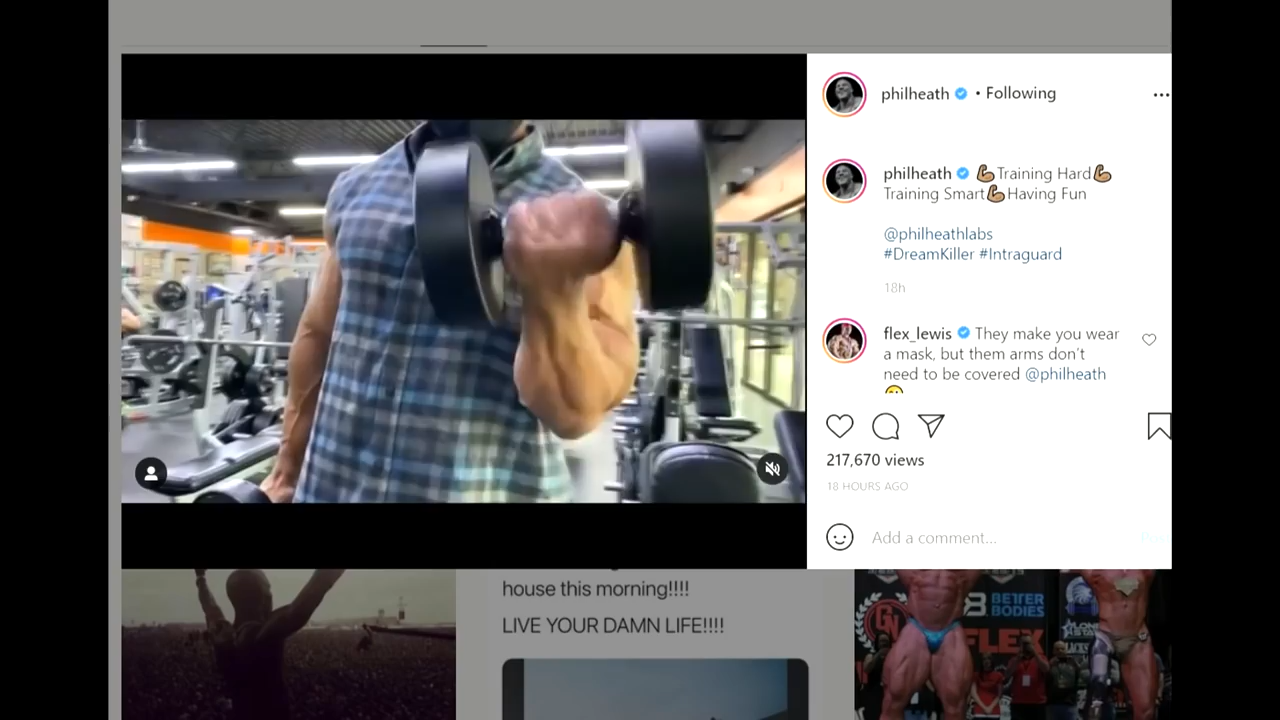 philheath • Following
philheath 💪🏽Training Hard💪🏽
Training Smart💪🏽Having Fun
@philheathlabs
#DreamKiller #Intraguard
18h
flex_lewis They make you wear
a mask, but them arms don't
need to be covered @philheath
217,670 views
18 HOURS AGO
Add a comment...
house this morning!!!!
LIVE YOUR DAMN LIFE!!!!
BETTER
BODIES
FLEX